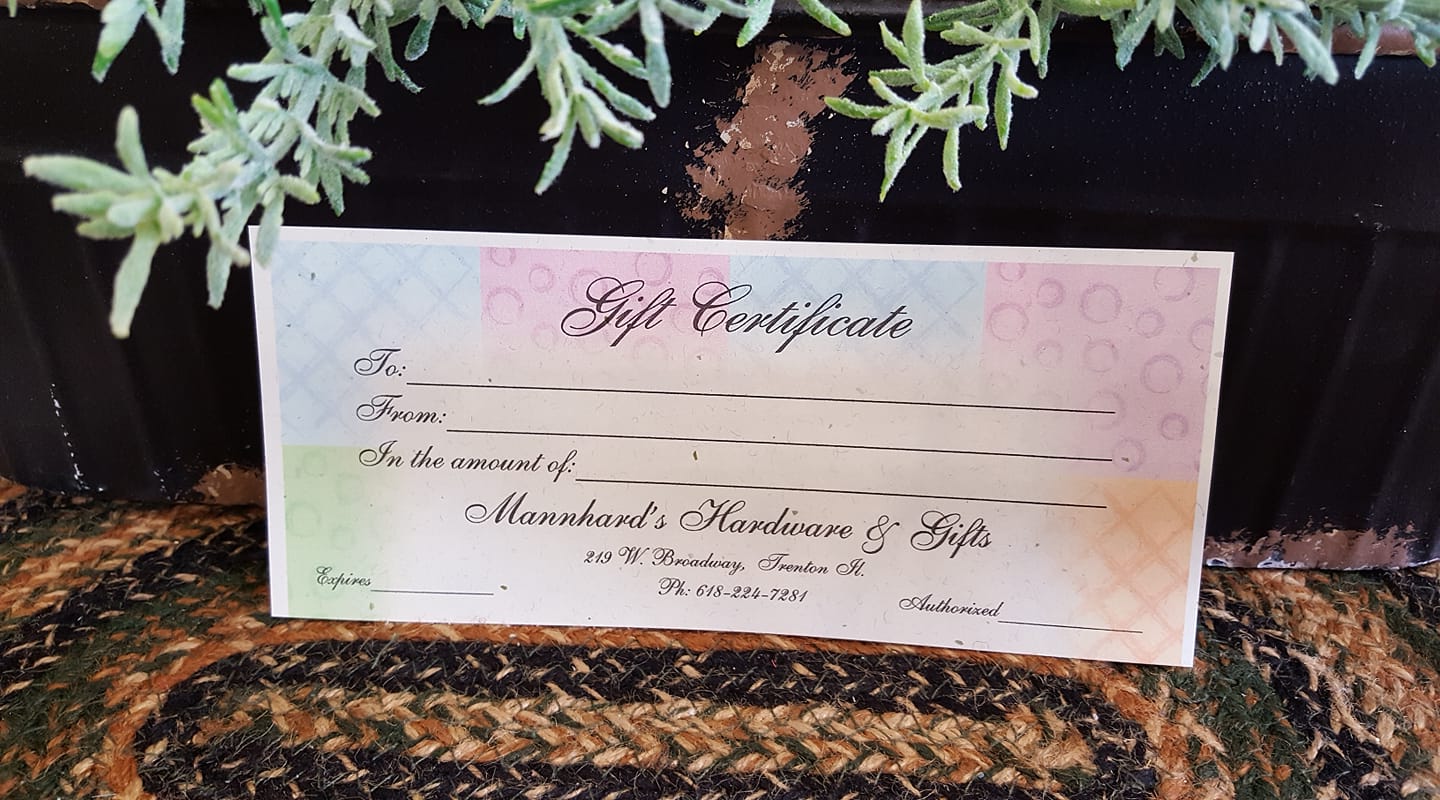 Gift Certificate
To:
From:
In the amount of:
Mannhard's Hardware & Gifts
219 W. Broadway, Trenton Il.
Ph: 618-224-7281
Expires
Authorized